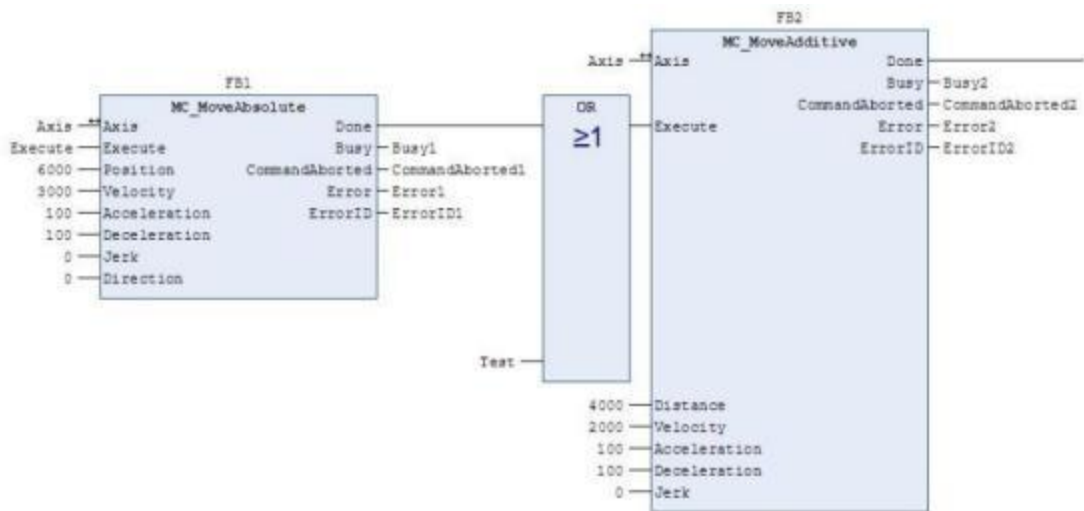 FB1
MC_MoveAbsolute
Axis Axis Done
Execute Execute Busy Busy1
6000 Position CommandAborted CommandAborted1
3000 Velocity Error Error1
100 Acceleration ErrorID ErrorID1
100 Deceleration
0 Jerk
0 Direction
OR
≥1
Test
FB2
MC_MoveAdditive
Axis Axis Done
Busy Busy2
CommandAborted CommandAborted2
Execute Error Error2
ErrorID ErrorID2
4000 Distance
2000 Velocity
100 Acceleration
100 Deceleration
0 Jerk